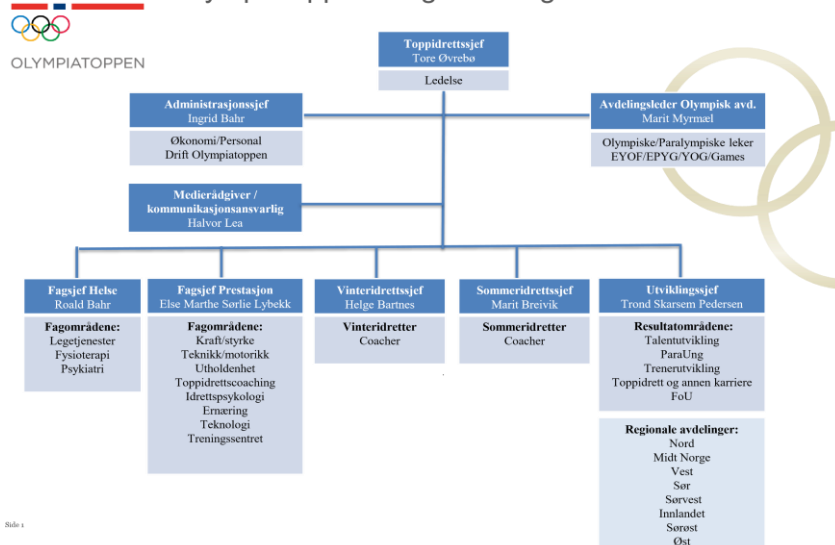 OLYMPIATOPPEN
Toppidrettssjef
Tore Øvrebø
Ledelse
Administrasjonssjef
Ingrid Bahr
Økonomi/Personal
Drift Olympiatoppen
Avdelingsleder Olympisk avd.
Marit Myrmæl
Olympiske/Paralympiske leker
EYOF/EPYG/YOG/Games
Medierådgiver /
kommunikasjonsansvarlig
Halvor Lea
Fagsjef Helse
Roald Bahr
Fagområdene:
Legetjenester
Fysioterapi
Psykiatri
Fagsjef Prestasjon
Else Marthe Sørlie Lybekk
Fagområdene:
Kraft/styrke
Teknikk/motorikk
Utholdenhet
Toppidrettscoaching
Idrettspsykologi
Ernæring
Teknologi
Treningssentret
Vinteridrettssjef
Helge Bartnes
Vinteridretter
Coacher
Sommeridrettssjef
Marit Breivik
Sommeridretter
Coacher
Utviklingssjef
Trond Skarsem Pedersen
Resultatområdene:
Talentutvikling
ParaUng
Trenerutvikling
Toppidrett og annen karriere
FoU
Regionale avdelinger:
Nord
Midt Norge
Vest
Sør
Sørvest
Innlandet
Sørøst
Øst
Side 1